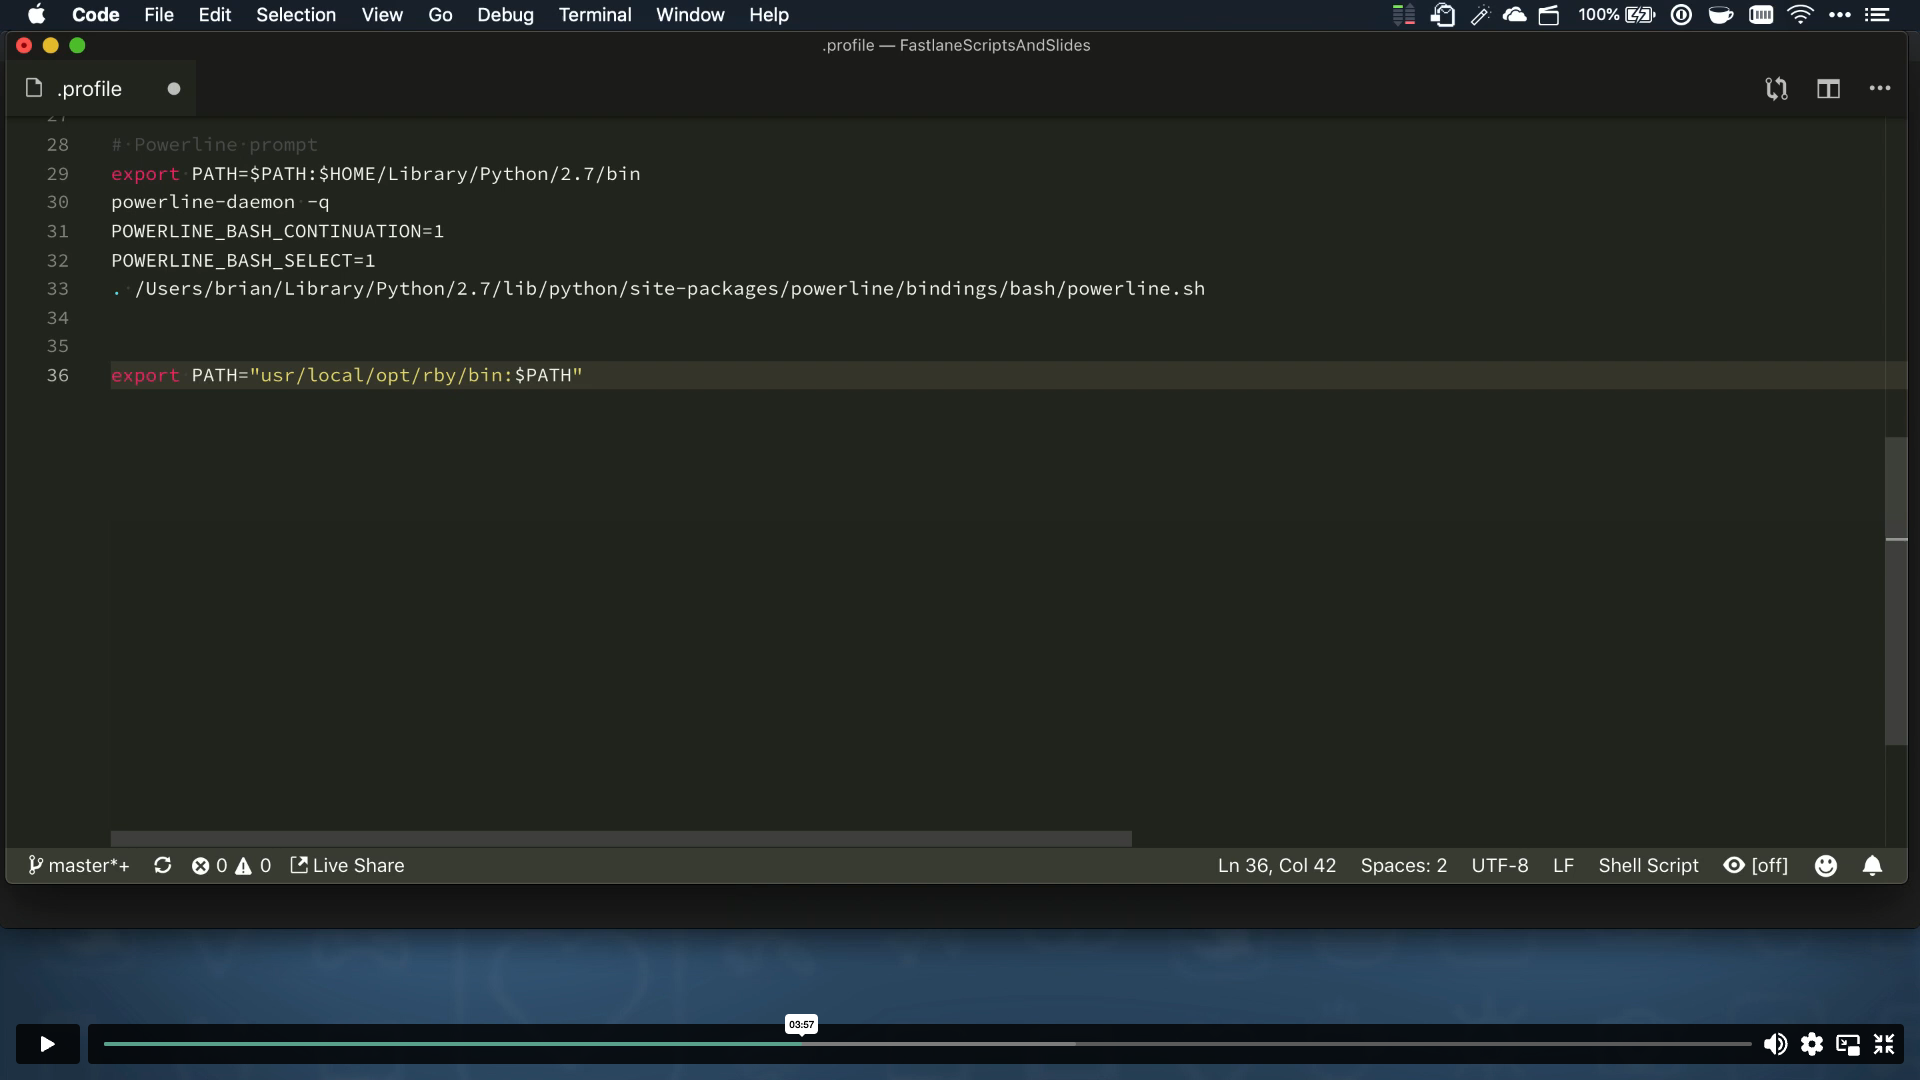 Code File Edit Selection View Go Debug Terminal Window Help 100%
.profile — FastlaneScriptsAndSlides
.profile
27
28 # Powerline prompt
29 export PATH=$PATH:$HOME/Library/Python/2.7/bin
30 powerline-daemon -q
31 POWERLINE_BASH_CONTINUATION=1
32 POWERLINE_BASH_SELECT=1
33 . /Users/brian/Library/Python/2.7/lib/python/site-packages/powerline/bindings/bash/powerline.sh
34
35
36 export PATH="usr/local/opt/rby/bin:$PATH"
master*+ 0 0 Live Share Ln 36, Col 42 Spaces: 2 UTF-8 LF Shell Script [off]
03:57